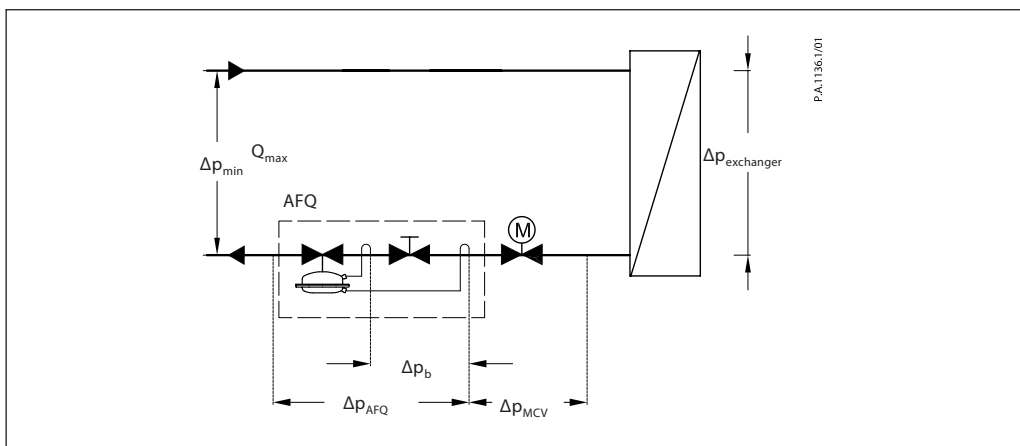 P.A.1136.1/01
Q_max
Δp_min
Δp_exchanger
AFQ
M
Δp_b
Δp_AFQ
Δp_MCV